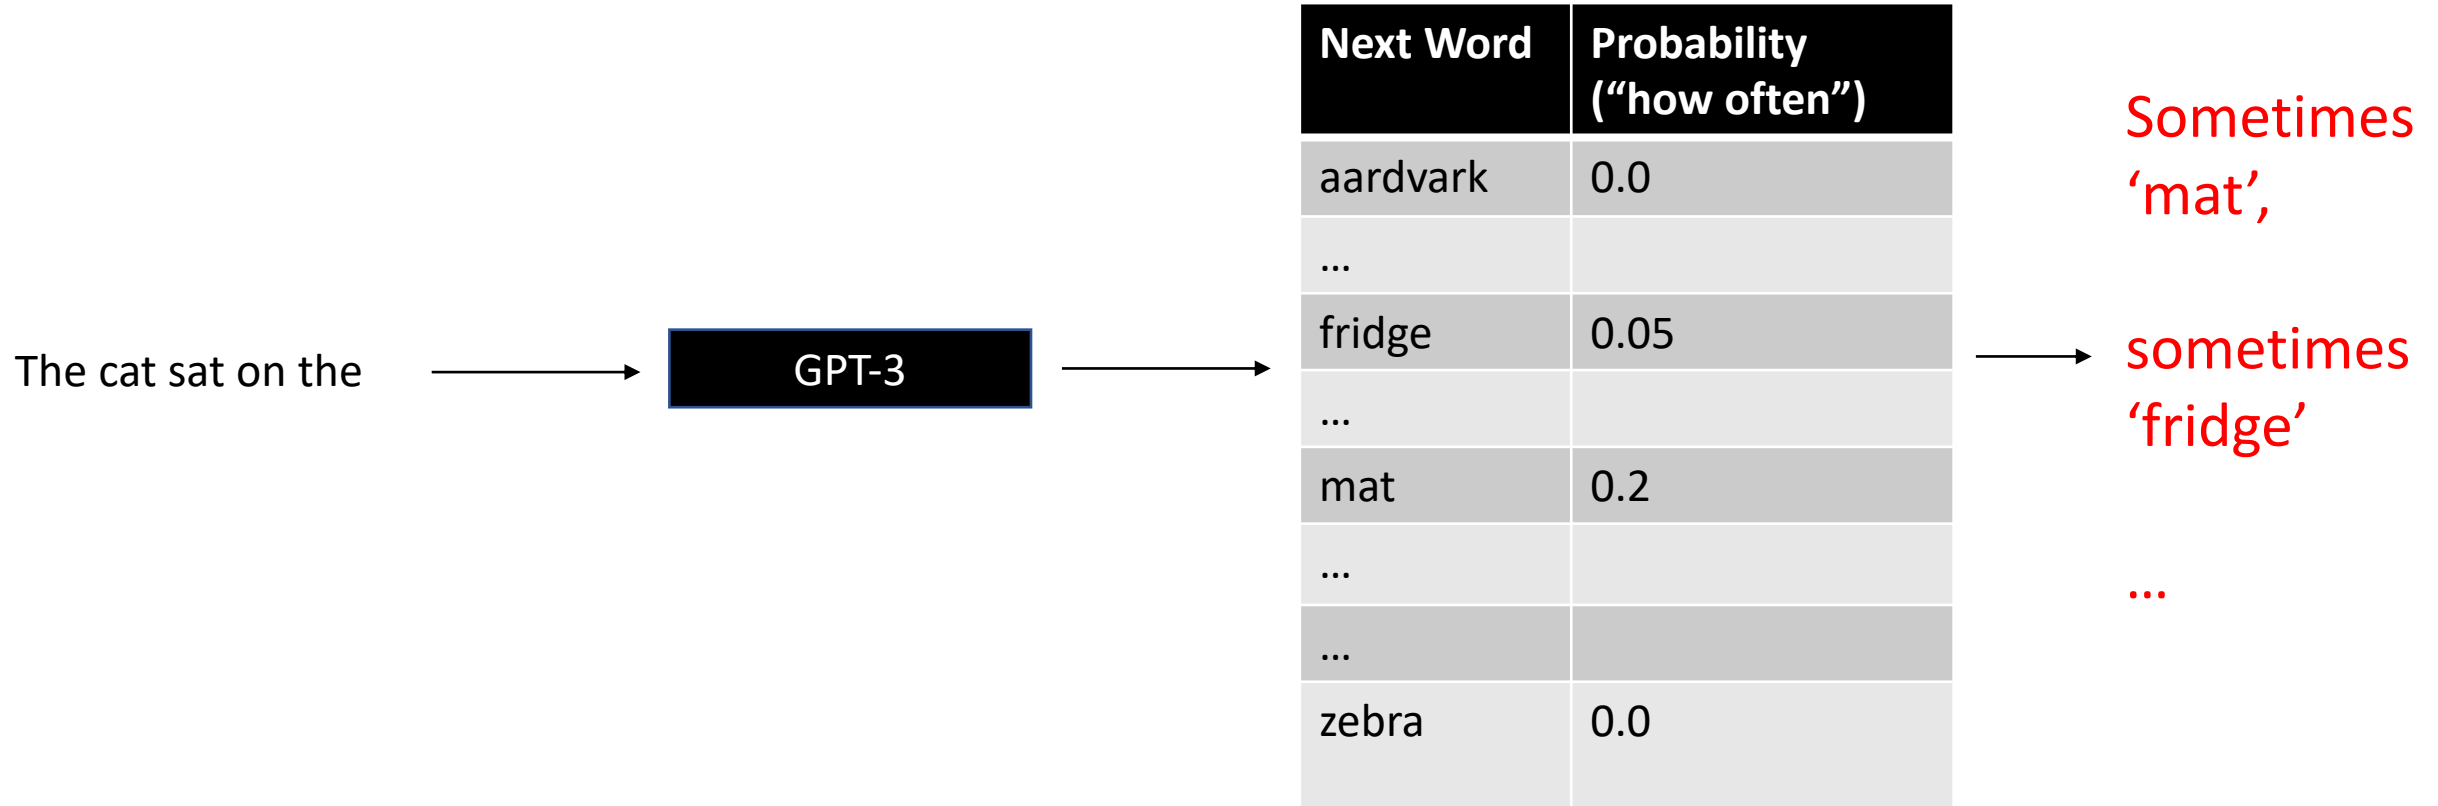 The cat sat on the
GPT-3
Next Word Probability
(“how often”)
aardvark 0.0
…
fridge 0.05
…
mat 0.2
…
…
zebra 0.0
Sometimes
‘mat’,
sometimes
‘fridge’
…